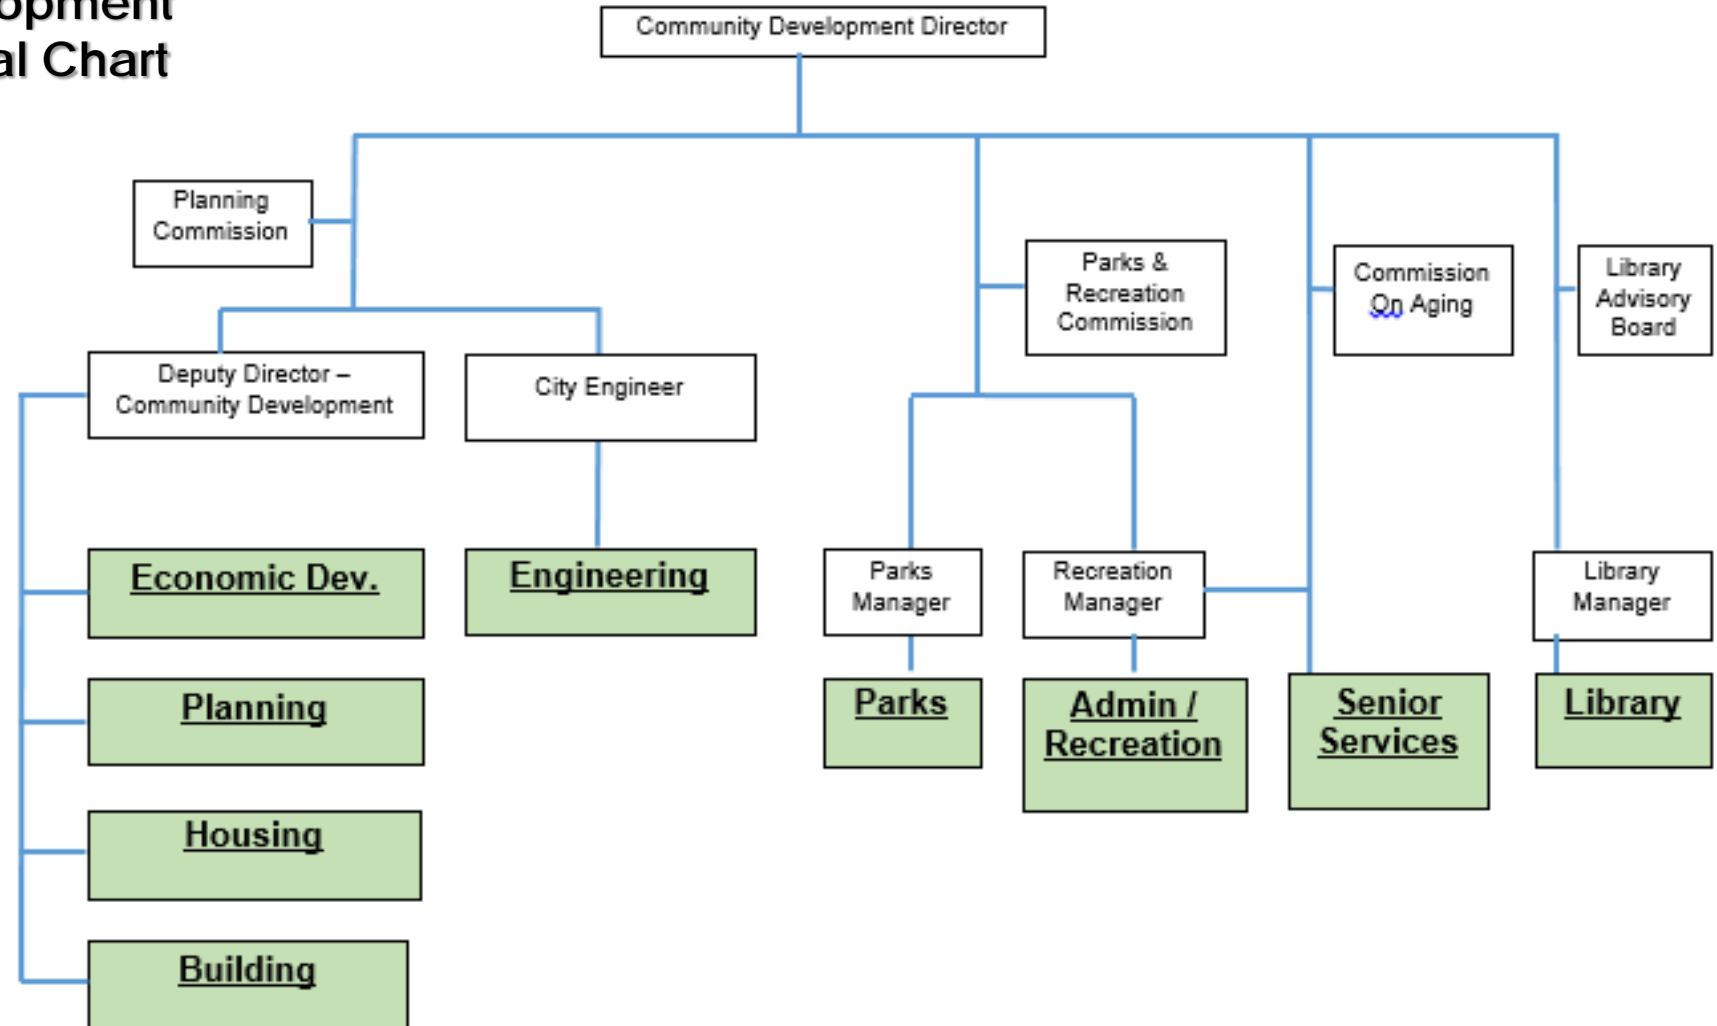 al Chart
Community Development Director
Planning
Commission
Parks &
Recreation
Commission
Commission
On Aging
Library
Advisory
Board
Deputy Director –
Community Development
City Engineer
Economic Dev.
Engineering
Parks
Manager
Recreation
Manager
Library
Manager
Planning
Parks
Admin /
Recreation
Senior
Services
Library
Housing
Building